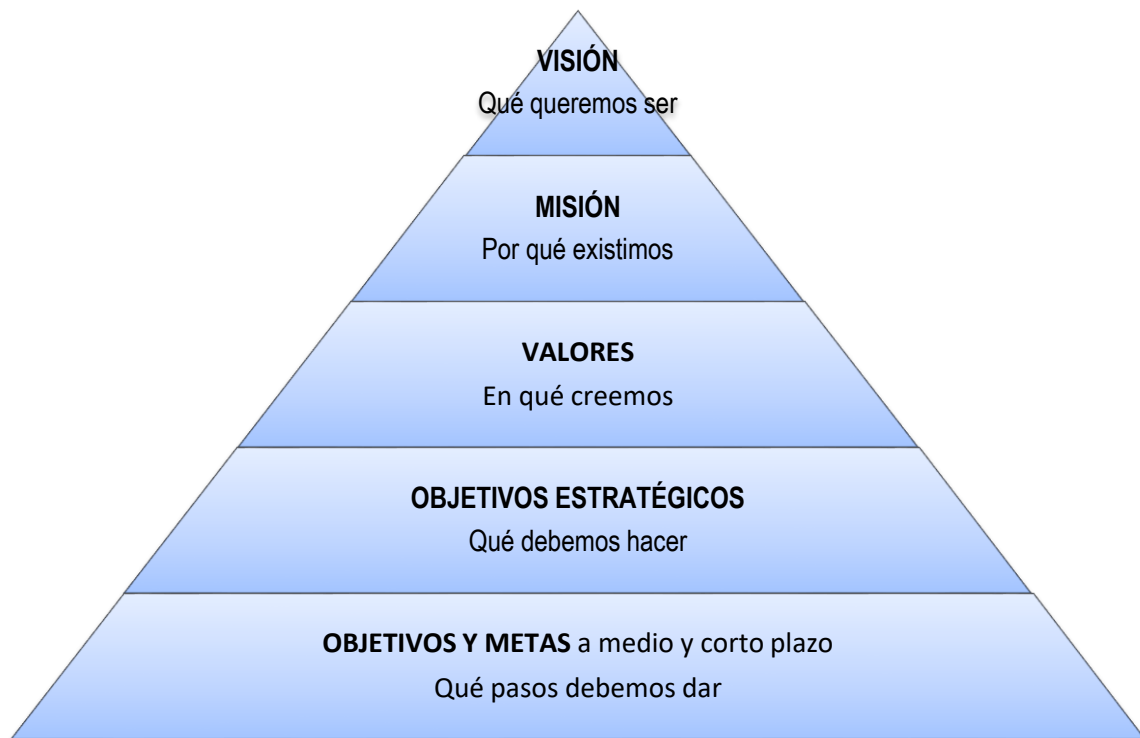 VISIÓN
Qué queremos ser
MISIÓN
Por qué existimos
VALORES
En qué creemos
OBJETIVOS ESTRATÉGICOS
Qué debemos hacer
OBJETIVOS Y METAS a medio y corto plazo
Qué pasos debemos dar